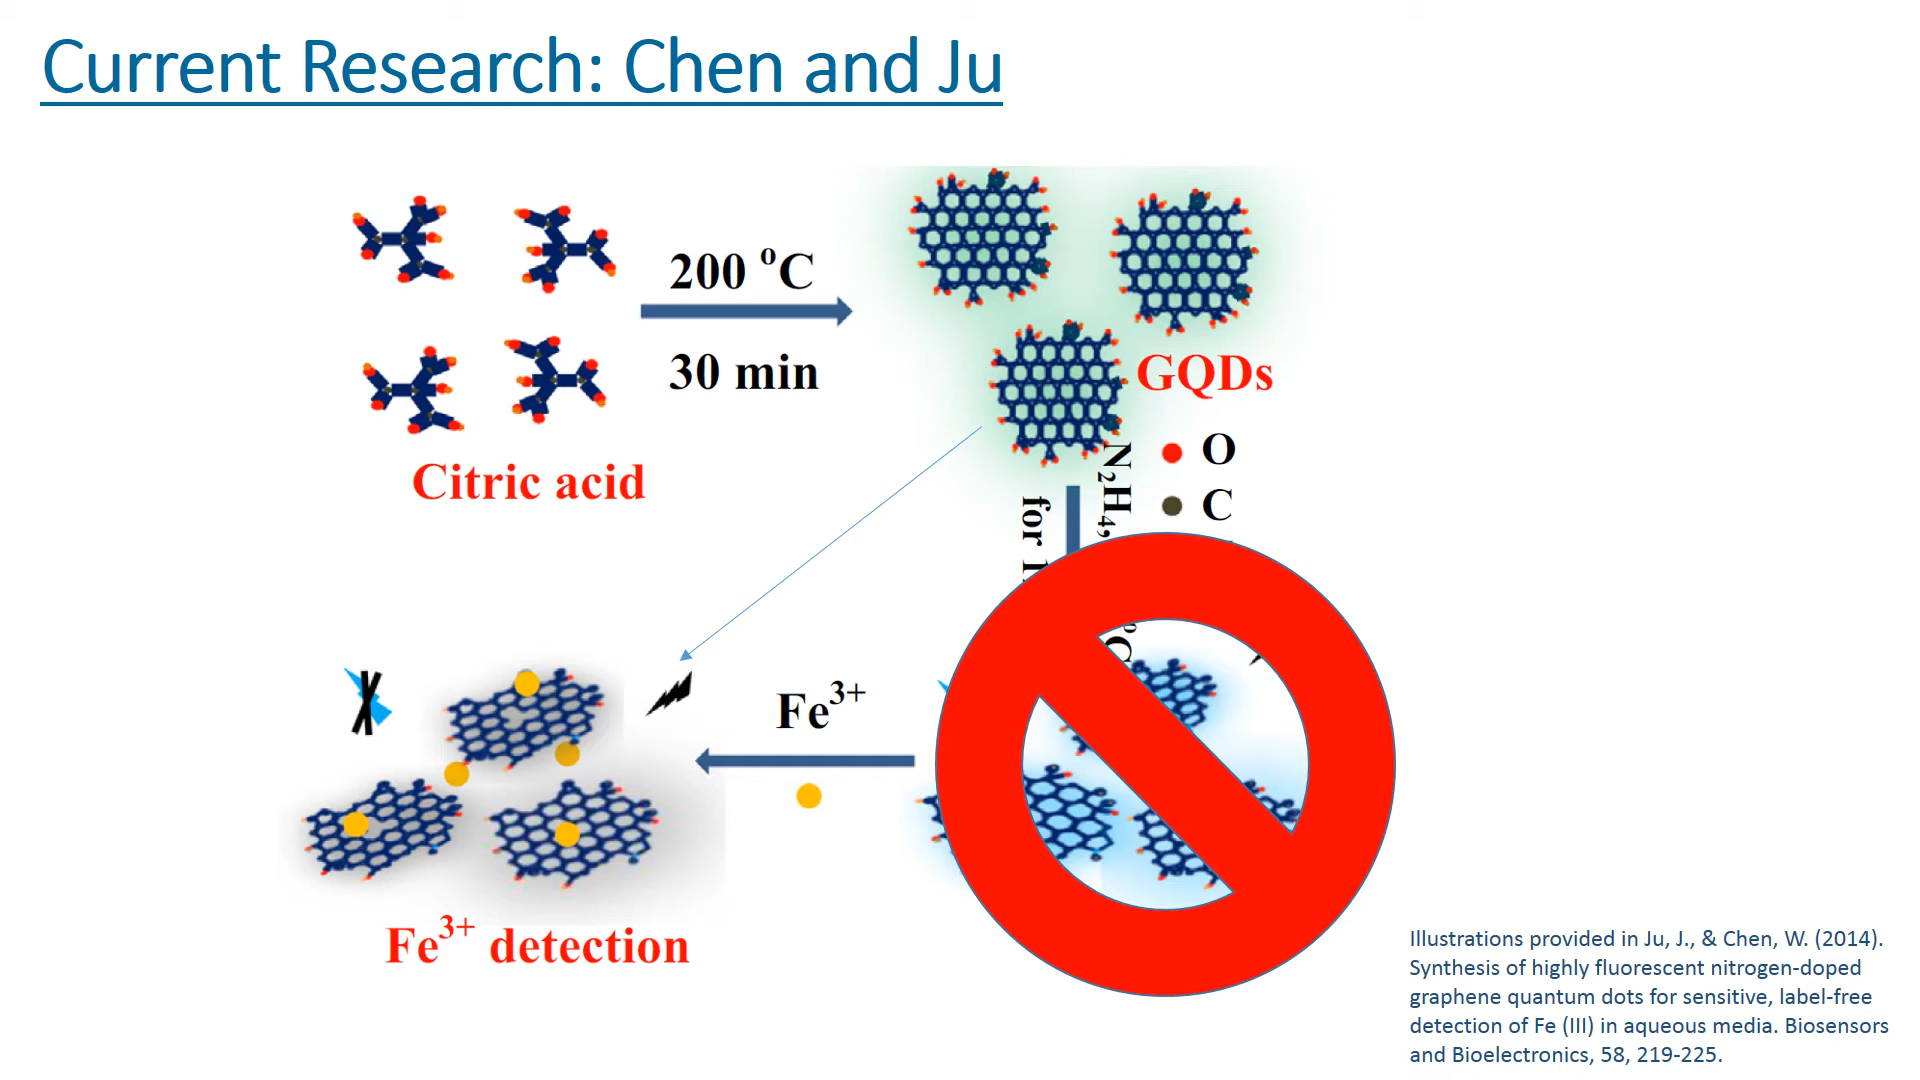 Current Research: Chen and Ju
200 °C
30 min
GQDs
Citric acid
O
C
N₂H₄,
for
°C
Fe³⁺
Fe³⁺ detection
Illustrations provided in Ju, J., & Chen, W. (2014).
Synthesis of highly fluorescent nitrogen-doped
graphene quantum dots for sensitive, label-free
detection of Fe (III) in aqueous media. Biosensors
and Bioelectronics, 58, 219-225.